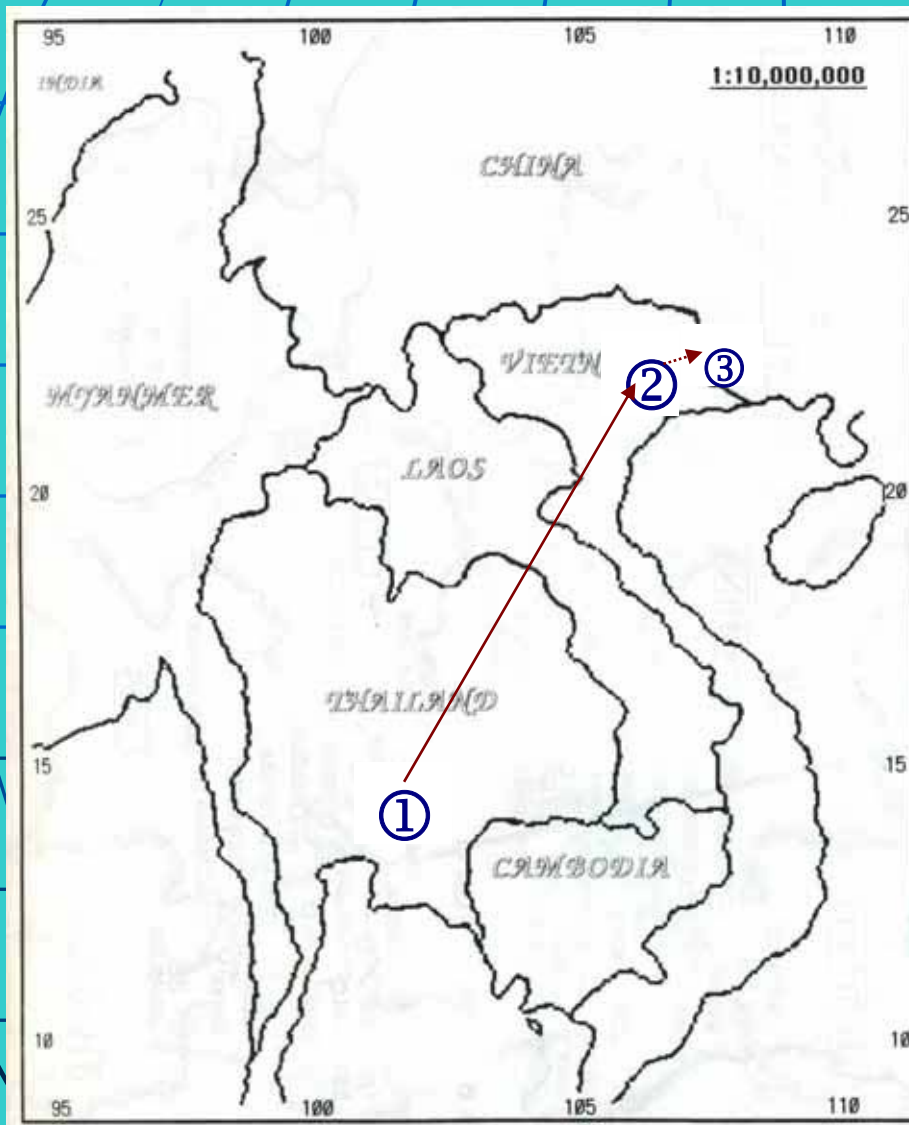 95 100 105 110
INDIA
1:10,000,000
CHINA
25 25
VIETN
② ③
MYANMER
LAOS
20 20
THAILAND
15 15
①
CAMBODIA
10 10
95 100 105 110